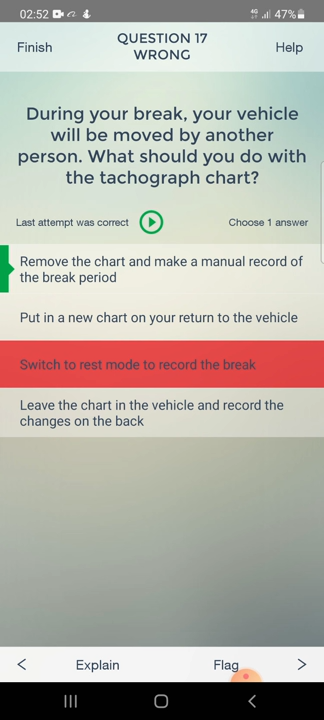 02:52 4G 47%
Finish
QUESTION 17
WRONG
Help
During your break, your vehicle
will be moved by another
person. What should you do with
the tachograph chart?
Last attempt was correct
Choose 1 answer
Remove the chart and make a manual record of
the break period
Put in a new chart on your return to the vehicle
Switch to rest mode to record the break
Leave the chart in the vehicle and record the
changes on the back
< Explain Flag >